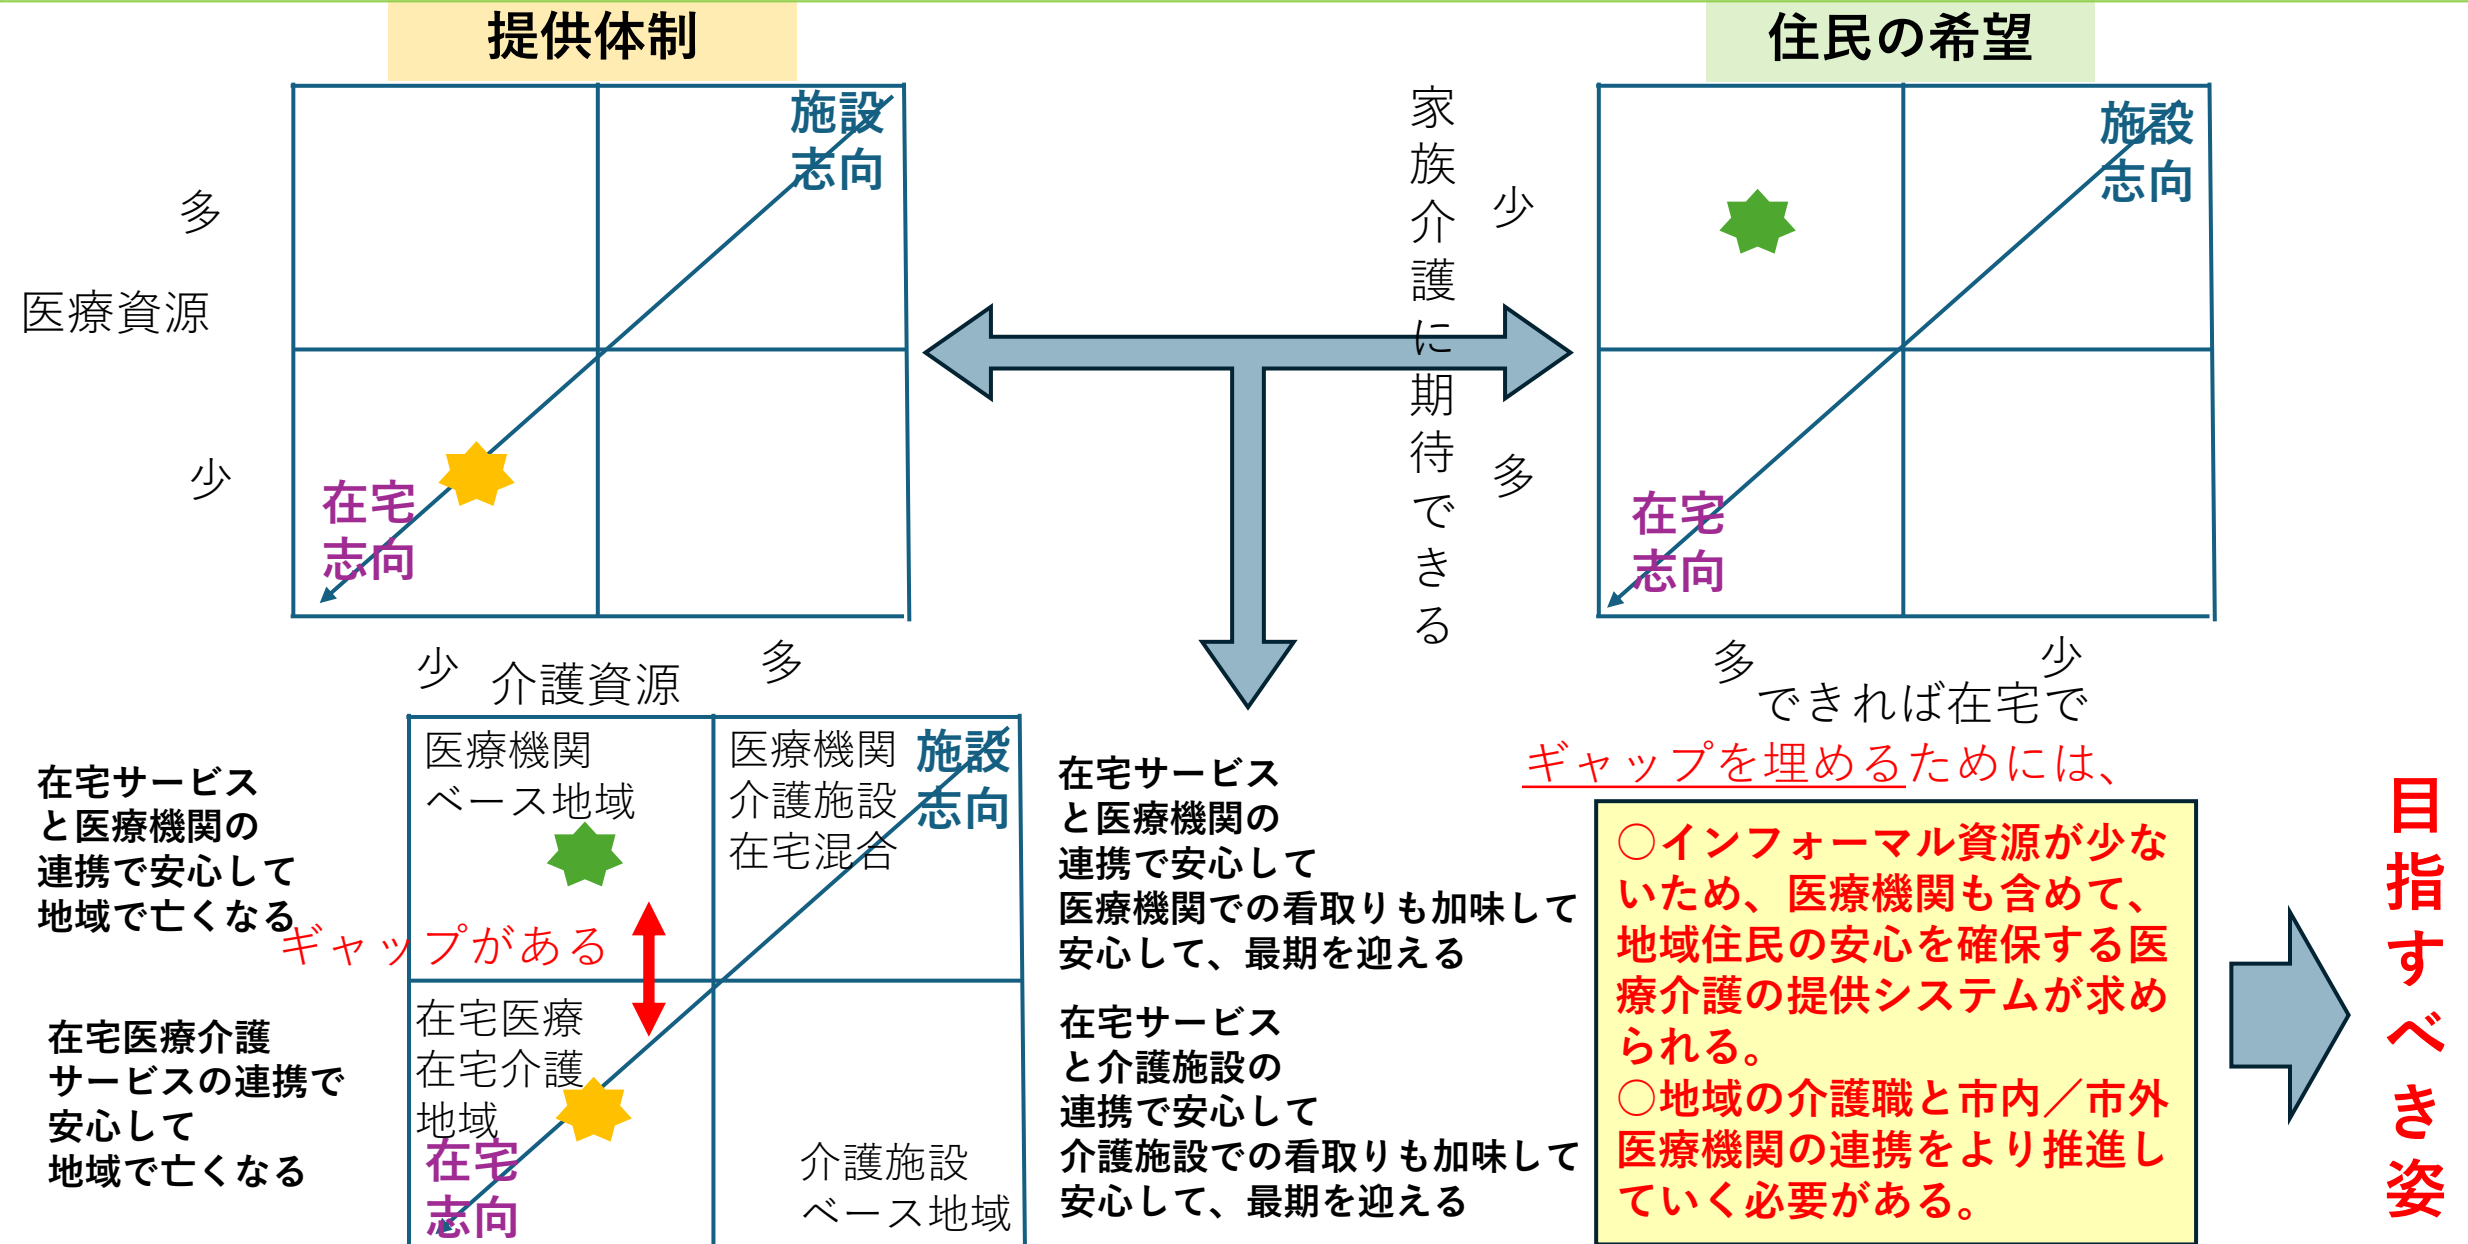 提供体制
住民の希望
施設
志向
多
医療資源
少
在宅
志向
少
介護資源
多
家族介護に期待できる
少
多
施設
志向
在宅
志向
多
少
できれば在宅で
在宅サービス
と医療機関の
連携で安心して
地域で亡くなる
在宅医療介護
サービスの連携で
安心して
地域で亡くなる
医療機関
ベース地域
医療機関
介護施設
在宅混合
施設
志向
ギャップがある
在宅医療
在宅介護
地域
在宅
志向
介護施設
ベース地域
在宅サービス
と医療機関の
連携で安心して
医療機関での看取りも加味して
安心して、最期を迎える
在宅サービス
と介護施設の
連携で安心して
介護施設での看取りも加味して
安心して、最期を迎える
ギャップを埋めるためには、
○インフォーマル資源が少な
いため、医療機関も含めて、
地域住民の安心を確保する医
療介護の提供システムが求め
られる。
○地域の介護職と市内／市外
医療機関の連携をより推進し
ていく必要がある。
目指すべき姿